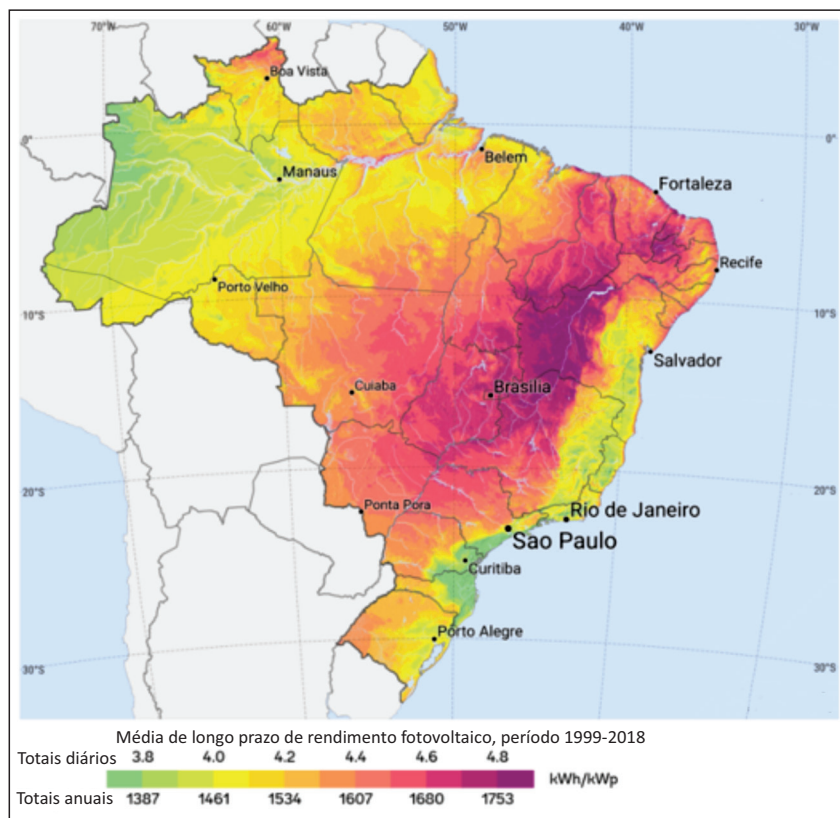 70°W 60°W 50°W 40°W
Boa Vista
0° 0°
Belem
Manaus
Fortaleza
Recife
Porto Velho
10°S 10°S
Salvador
Cuiaba
Brasilia
20°S 20°S
Ponta Pora
Rio de Janeiro
Sao Paulo
Curitiba
Porto Alegre
30°S 30°S
Média de longo prazo de rendimento fotovoltaico, período 1999-2018
Totais diários 3.8 4.0 4.2 4.4 4.6 4.8
kWh/kWp
Totais anuais 1387 1461 1534 1607 1680 1753